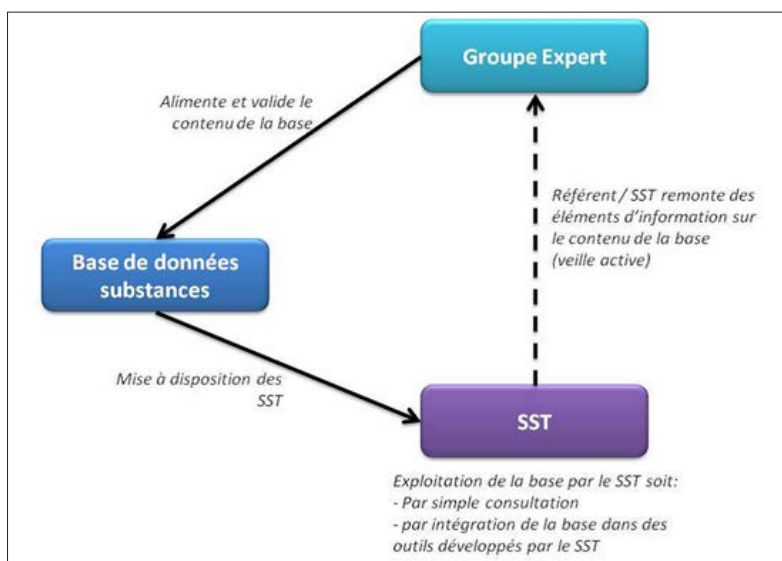 Groupe Expert
Alimente et valide le
contenu de la base
Référent / SST remonte des
éléments d'information sur
le contenu de la base
(veille active)
Base de données
substances
Mise à disposition des
SST
SST
Exploitation de la base par le SST soit:
- Par simple consultation
- par intégration de la base dans des
outils développés par le SST